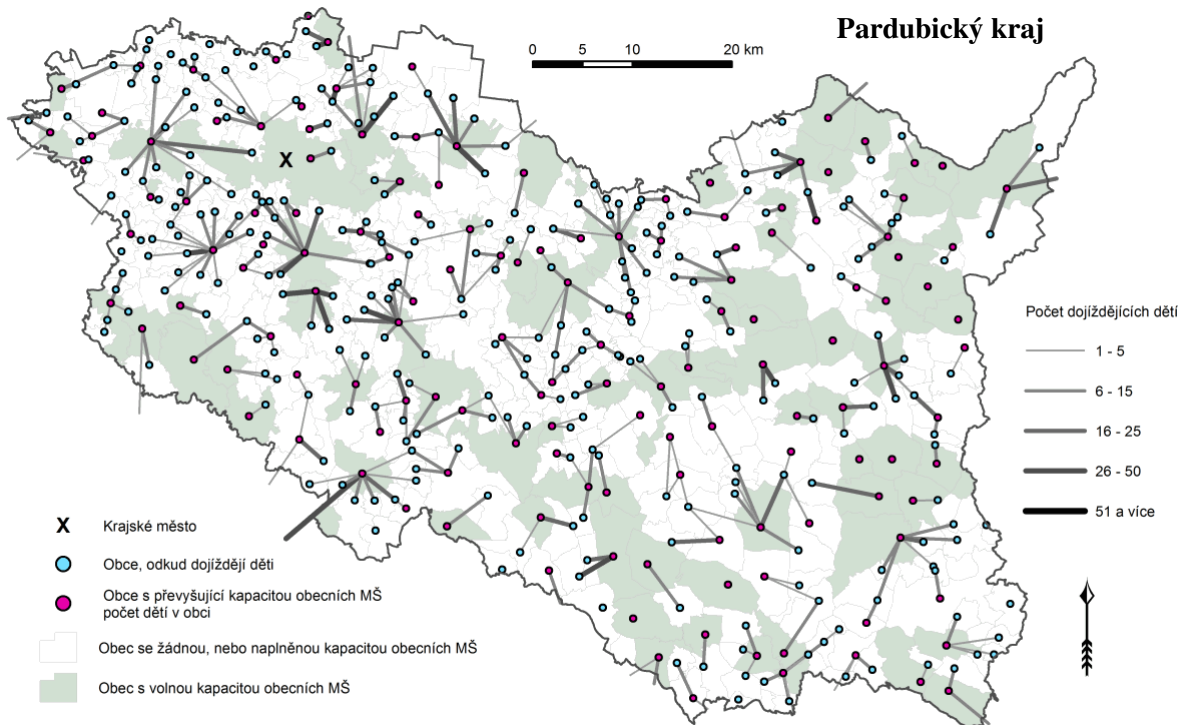 Pardubický kraj
0 5 10 20 km
X
Počet dojíždějících dětí
1 - 5
6 - 15
16 - 25
26 - 50
51 a více
X Krajské město
Obce, odkud dojíždějí děti
Obce s převyšující kapacitou obecních MŠ
počet dětí v obci
Obec se žádnou, nebo naplněnou kapacitou obecních MŠ
Obec s volnou kapacitou obecních MŠ